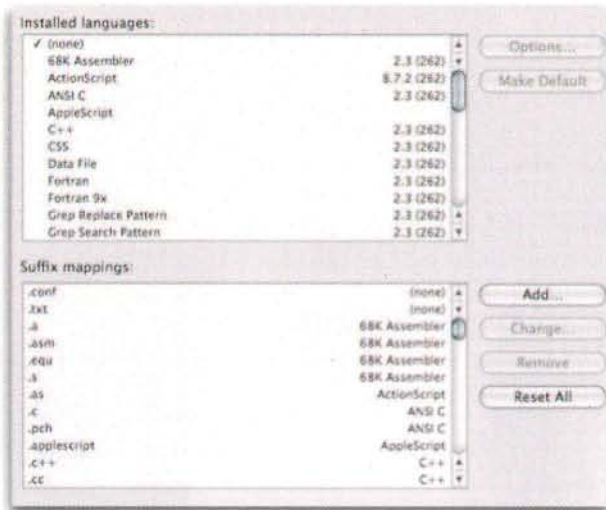 Installed languages:
✓ (none)
68K Assembler 2.3 (262)
ActionScript 8.7.2 (262)
ANSI C 2.3 (262)
AppleScript
C++ 2.3 (262)
CSS 2.3 (262)
Data File 2.3 (262)
Fortran 2.3 (262)
Fortran 9x 2.3 (262)
Grep Replace Pattern 2.3 (262)
Grep Search Pattern 2.3 (262)
Options...
Make Default
Suffix mappings:
.conf (none)
.txt (none)
.a 68K Assembler
.asm 68K Assembler
.equ 68K Assembler
.s 68K Assembler
.as ActionScript
.c ANSI C
.pch ANSI C
.applescript AppleScript
.c++ C++
.cc C++
Add...
Change...
Remove
Reset All